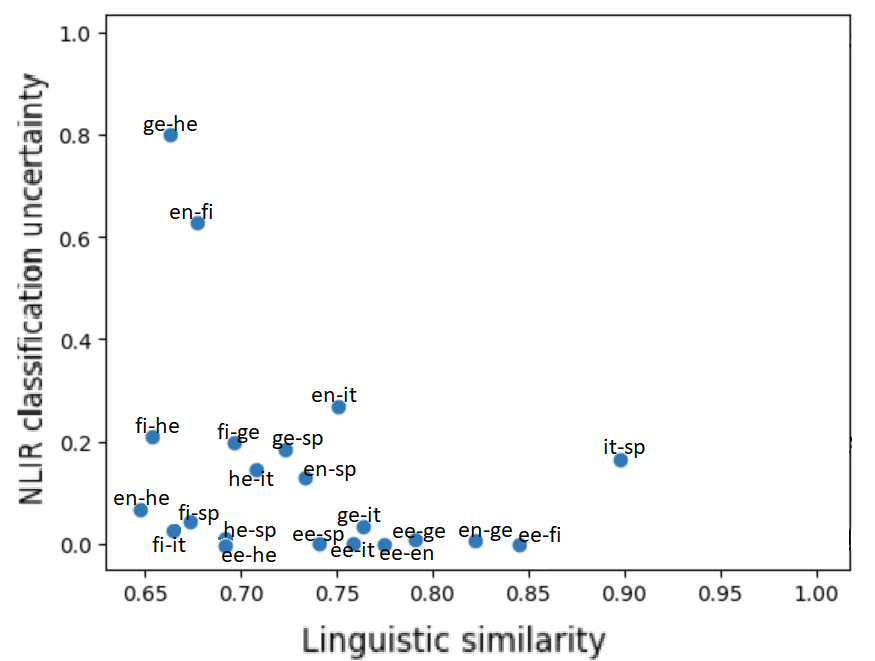 NLIR classification uncertainty
1.0
0.8
0.6
0.4
0.2
0.0
ge-he
en-fi
en-it
fi-he
fi-ge
ge-sp
it-sp
he-it
en-sp
en-he
fi-sp
ge-it
fi-it
he-sp
ee-he
ee-sp
ee-it
ee-ge
ee-en
en-ge
ee-fi
0.65 0.70 0.75 0.80 0.85 0.90 0.95 1.00
Linguistic similarity